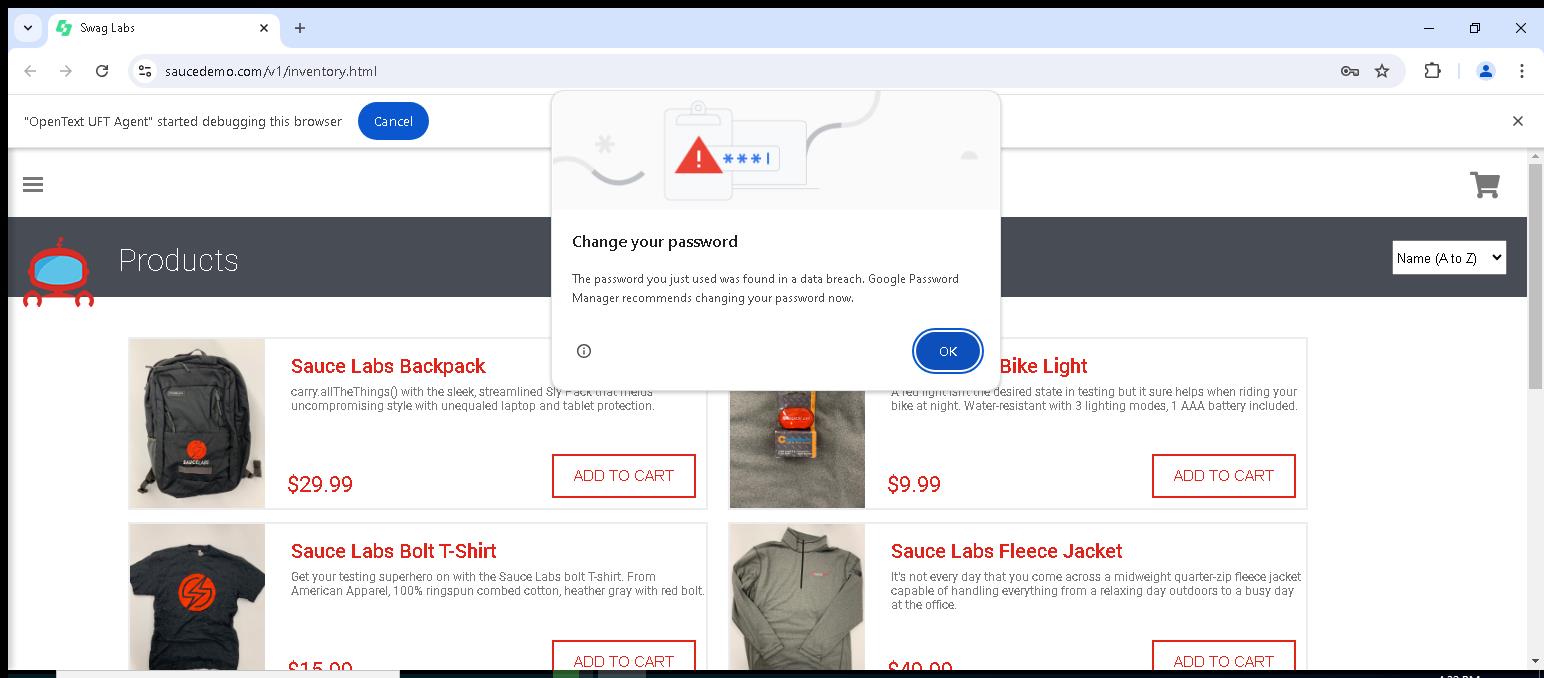 Swag Labs
saucedemo.com/v1/inventory.html
"OpenText UFT Agent" started debugging this browser
Cancel
***
Change your password
The password you just used was found in a data breach. Google Password
Manager recommends changing your password now.
OK
Products
Name (A to Z)
Sauce Labs Backpack
carry.allTheThings() with the sleek, streamlined Sly Pack that melds
uncompromising style with unequaled laptop and tablet protection.
$29.99
ADD TO CART
Bike Light
A red light isn't the desired state in testing but it sure helps when riding your
bike at night. Water-resistant with 3 lighting modes, 1 AAA battery included.
$9.99
ADD TO CART
Sauce Labs Bolt T-Shirt
Get your testing superhero on with the Sauce Labs bolt T-shirt. From
American Apparel, 100% ringspun combed cotton, heather gray with red bolt.
$15.99
ADD TO CART
Sauce Labs Fleece Jacket
It's not every day that you come across a midweight quarter-zip fleece jacket
capable of handling everything from a relaxing day outdoors to a busy day
at the office.
$49.99
ADD TO CART